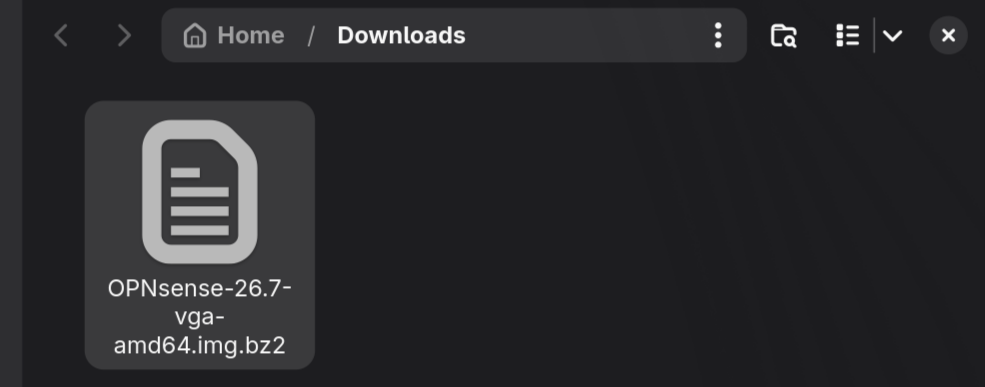 Home / Downloads
OPNsense-26.7-
vga-
amd64.img.bz2